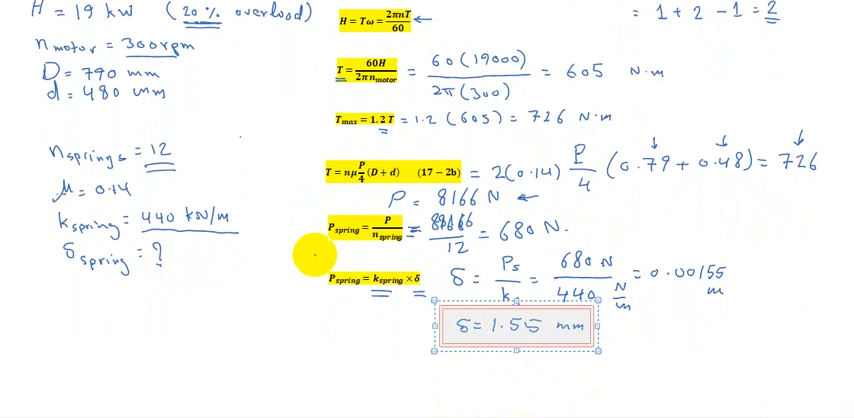 H = 19 kW (20 % overload)
n motor = 300 rpm
D = 790 mm
d = 480 mm
n springs = 12
μ = 0.14
k spring = 440 kN/m
δ spring = ?
= 1 + 2 - 1 = 2
H = Tω = 2πnT/60 ←
T = 60H/2πn motor = 60(19000)/2π(300) = 605 N.m
T max = 1.2 T = 1.2 (605) = 726 N.m
T = nμ P/4 (D + d) (17 − 2b) = 2(0.14) P/4 (0.79 + 0.48) = 726
P = 8166 N ←
P spring = P/n spring = 8166/12 = 680 N.
P spring = k spring × δ δ = Ps/k = 680 N/440 N/m = 0.00155 m
δ = 1.55 mm